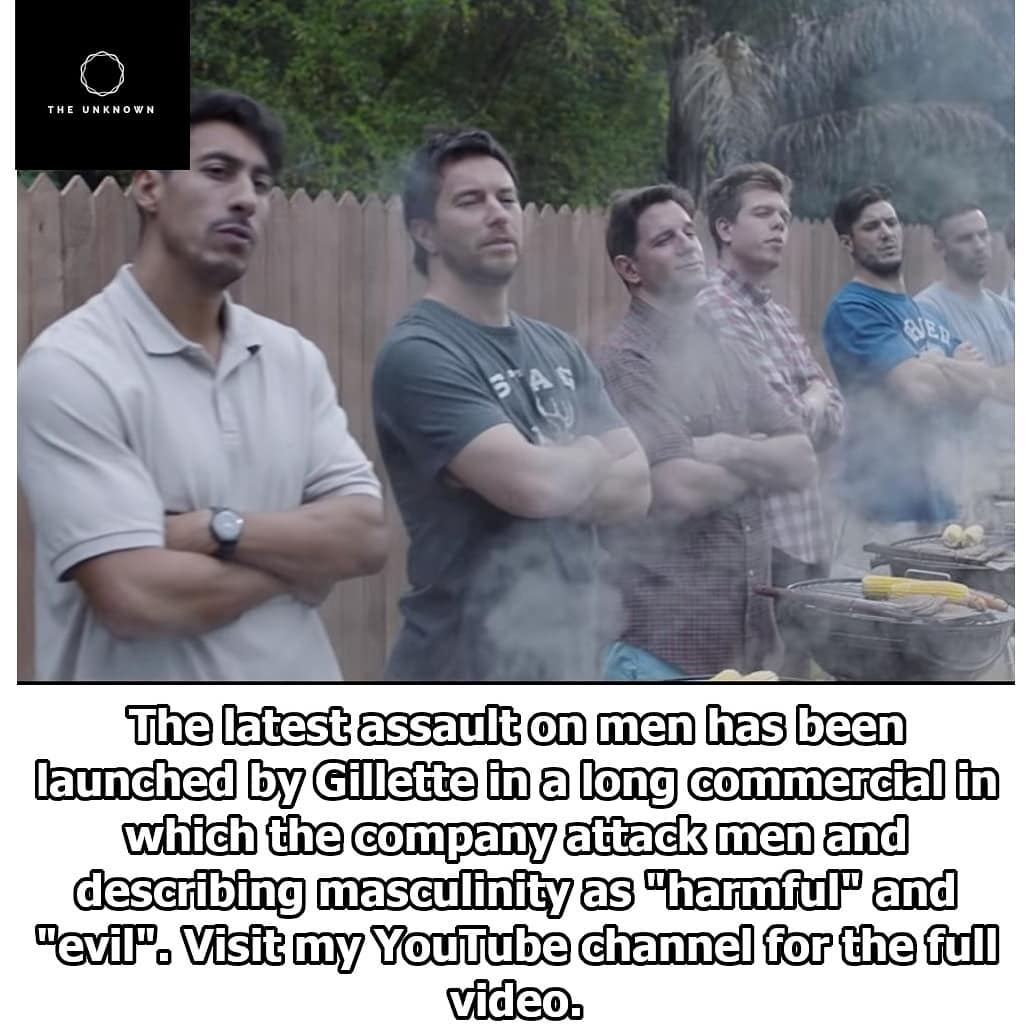 THE UNKNOWN
STAG
The latest assault on men has been
launched by Gillette in a long commercial in
which the company attack men and
describing masculinity as "harmful" and
"evil". Visit my YouTube channel for the full
video.